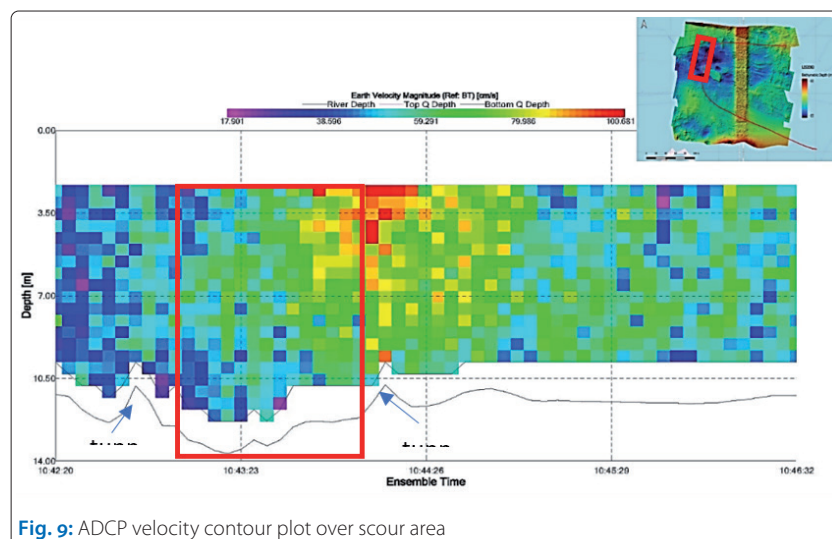 A
Earth Velocity Magnitude (Ref: BT) [cm/s]
River Depth Top Q Depth Bottom Q Depth
17.901 38.596 59.291 79.986 100.681
0.00
3.50
7.00
10.50
14.00
Depth [m]
10:42:20 10:43:23 10:44:26 10:45:29 10:46:32
Ensemble Time
Fig. 9: ADCP velocity contour plot over scour area